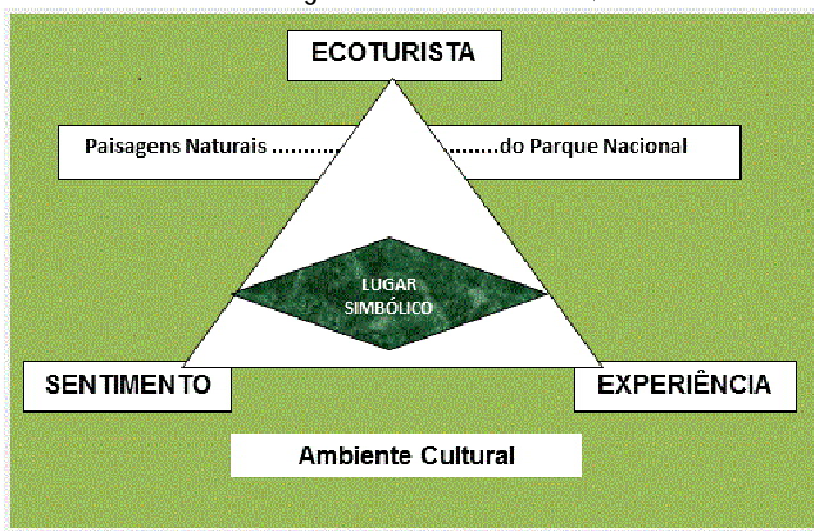 ECOTURISTA
Paisagens Naturais ...................do Parque Nacional
LUGAR
SIMBÓLICO
SENTIMENTO
EXPERIÊNCIA
Ambiente Cultural